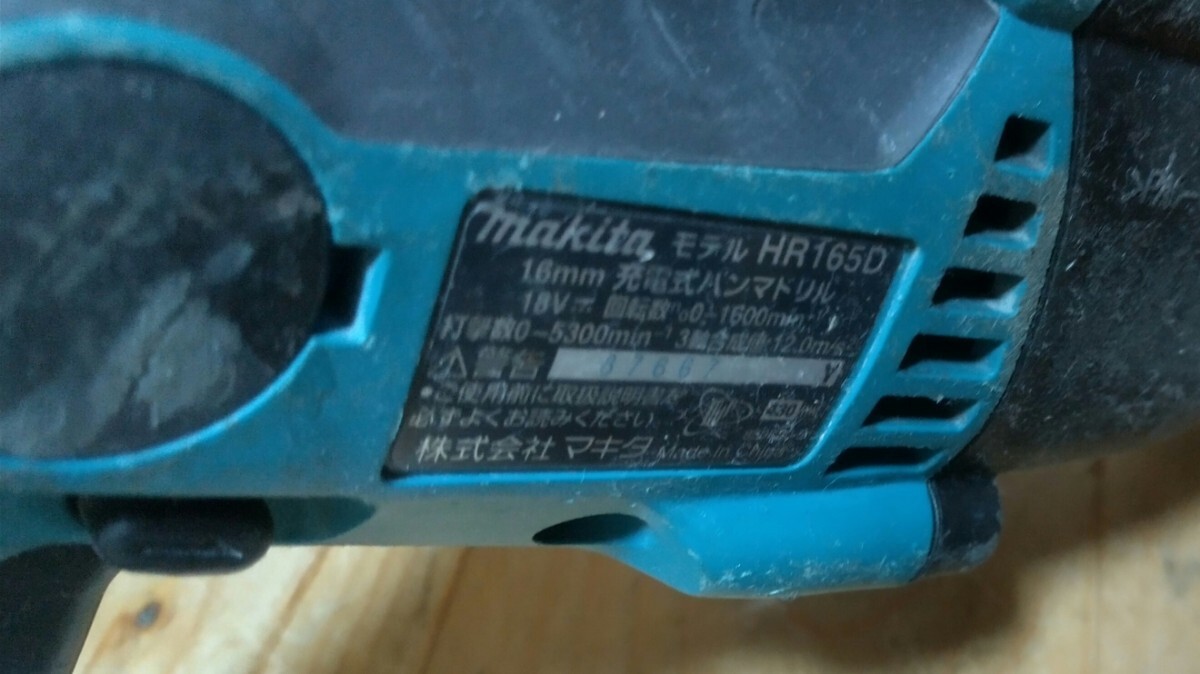 makita モデル HR165D
16mm 充電式ハンマドリル
18V 回転数 0-1600min⁻¹
打撃数0~5300min⁻¹ 3軸合成値:12.0m/s²
⚠警告 67667 Y
•ご使用前に取扱説明書を
必ずよくお読みください
株式会社 マキタ Made in China